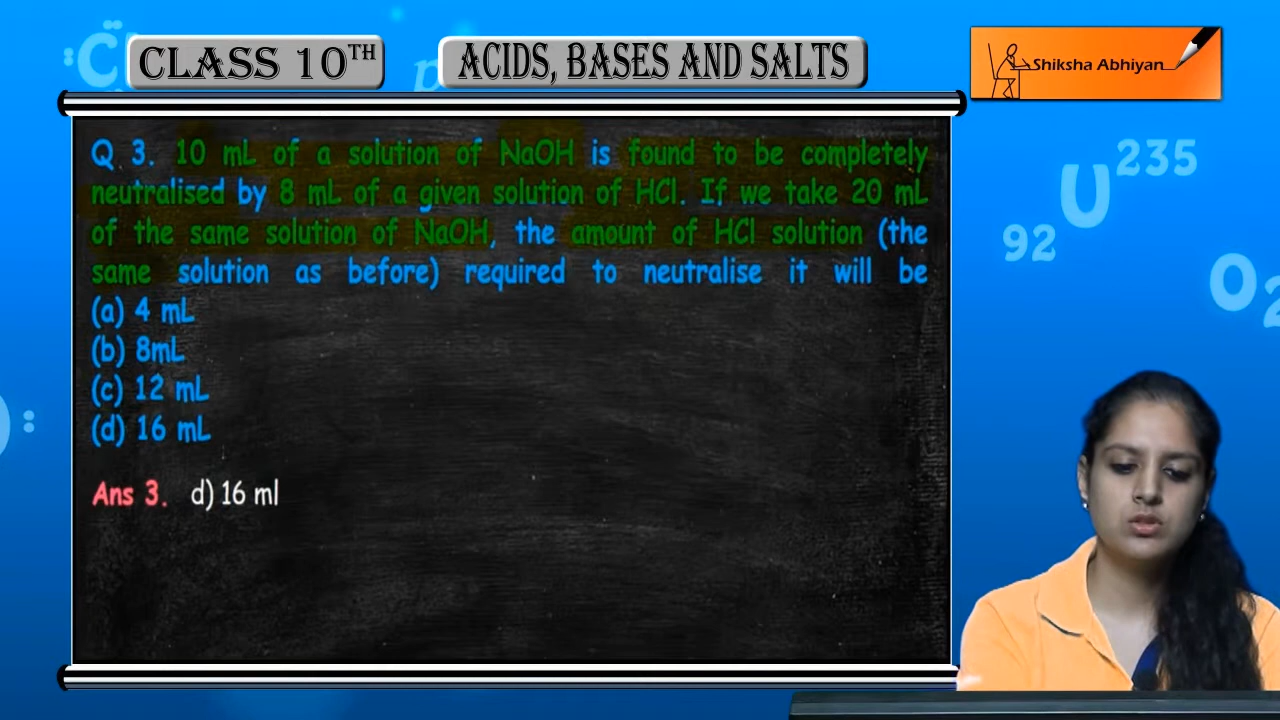 CLASS 10TH
ACIDS, BASES AND SALTS
Shiksha Abhiyan
Q 3. 10 mL of a solution of NaOH is found to be completely
neutralised by 8 mL of a given solution of HCl. If we take 20 mL
of the same solution of NaOH, the amount of HCl solution (the
same solution as before) required to neutralise it will be
(a) 4 mL
(b) 8mL
(c) 12 mL
(d) 16 mL
Ans 3. d) 16 ml
U 235
92
O2